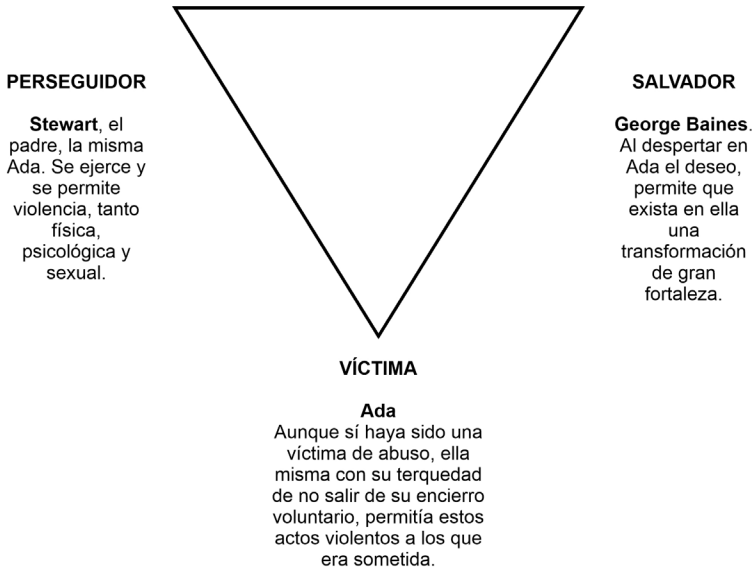 PERSEGUIDOR
Stewart, el
padre, la misma
Ada. Se ejerce y
se permite
violencia, tanto
física,
psicológica y
sexual.
SALVADOR
George Baines.
Al despertar en
Ada el deseo,
permite que
exista en ella
una
transformación
de gran
fortaleza.
VÍCTIMA
Ada
Aunque sí haya sido una
víctima de abuso, ella
misma con su terquedad
de no salir de su encierro
voluntario, permitía estos
actos violentos a los que
era sometida.